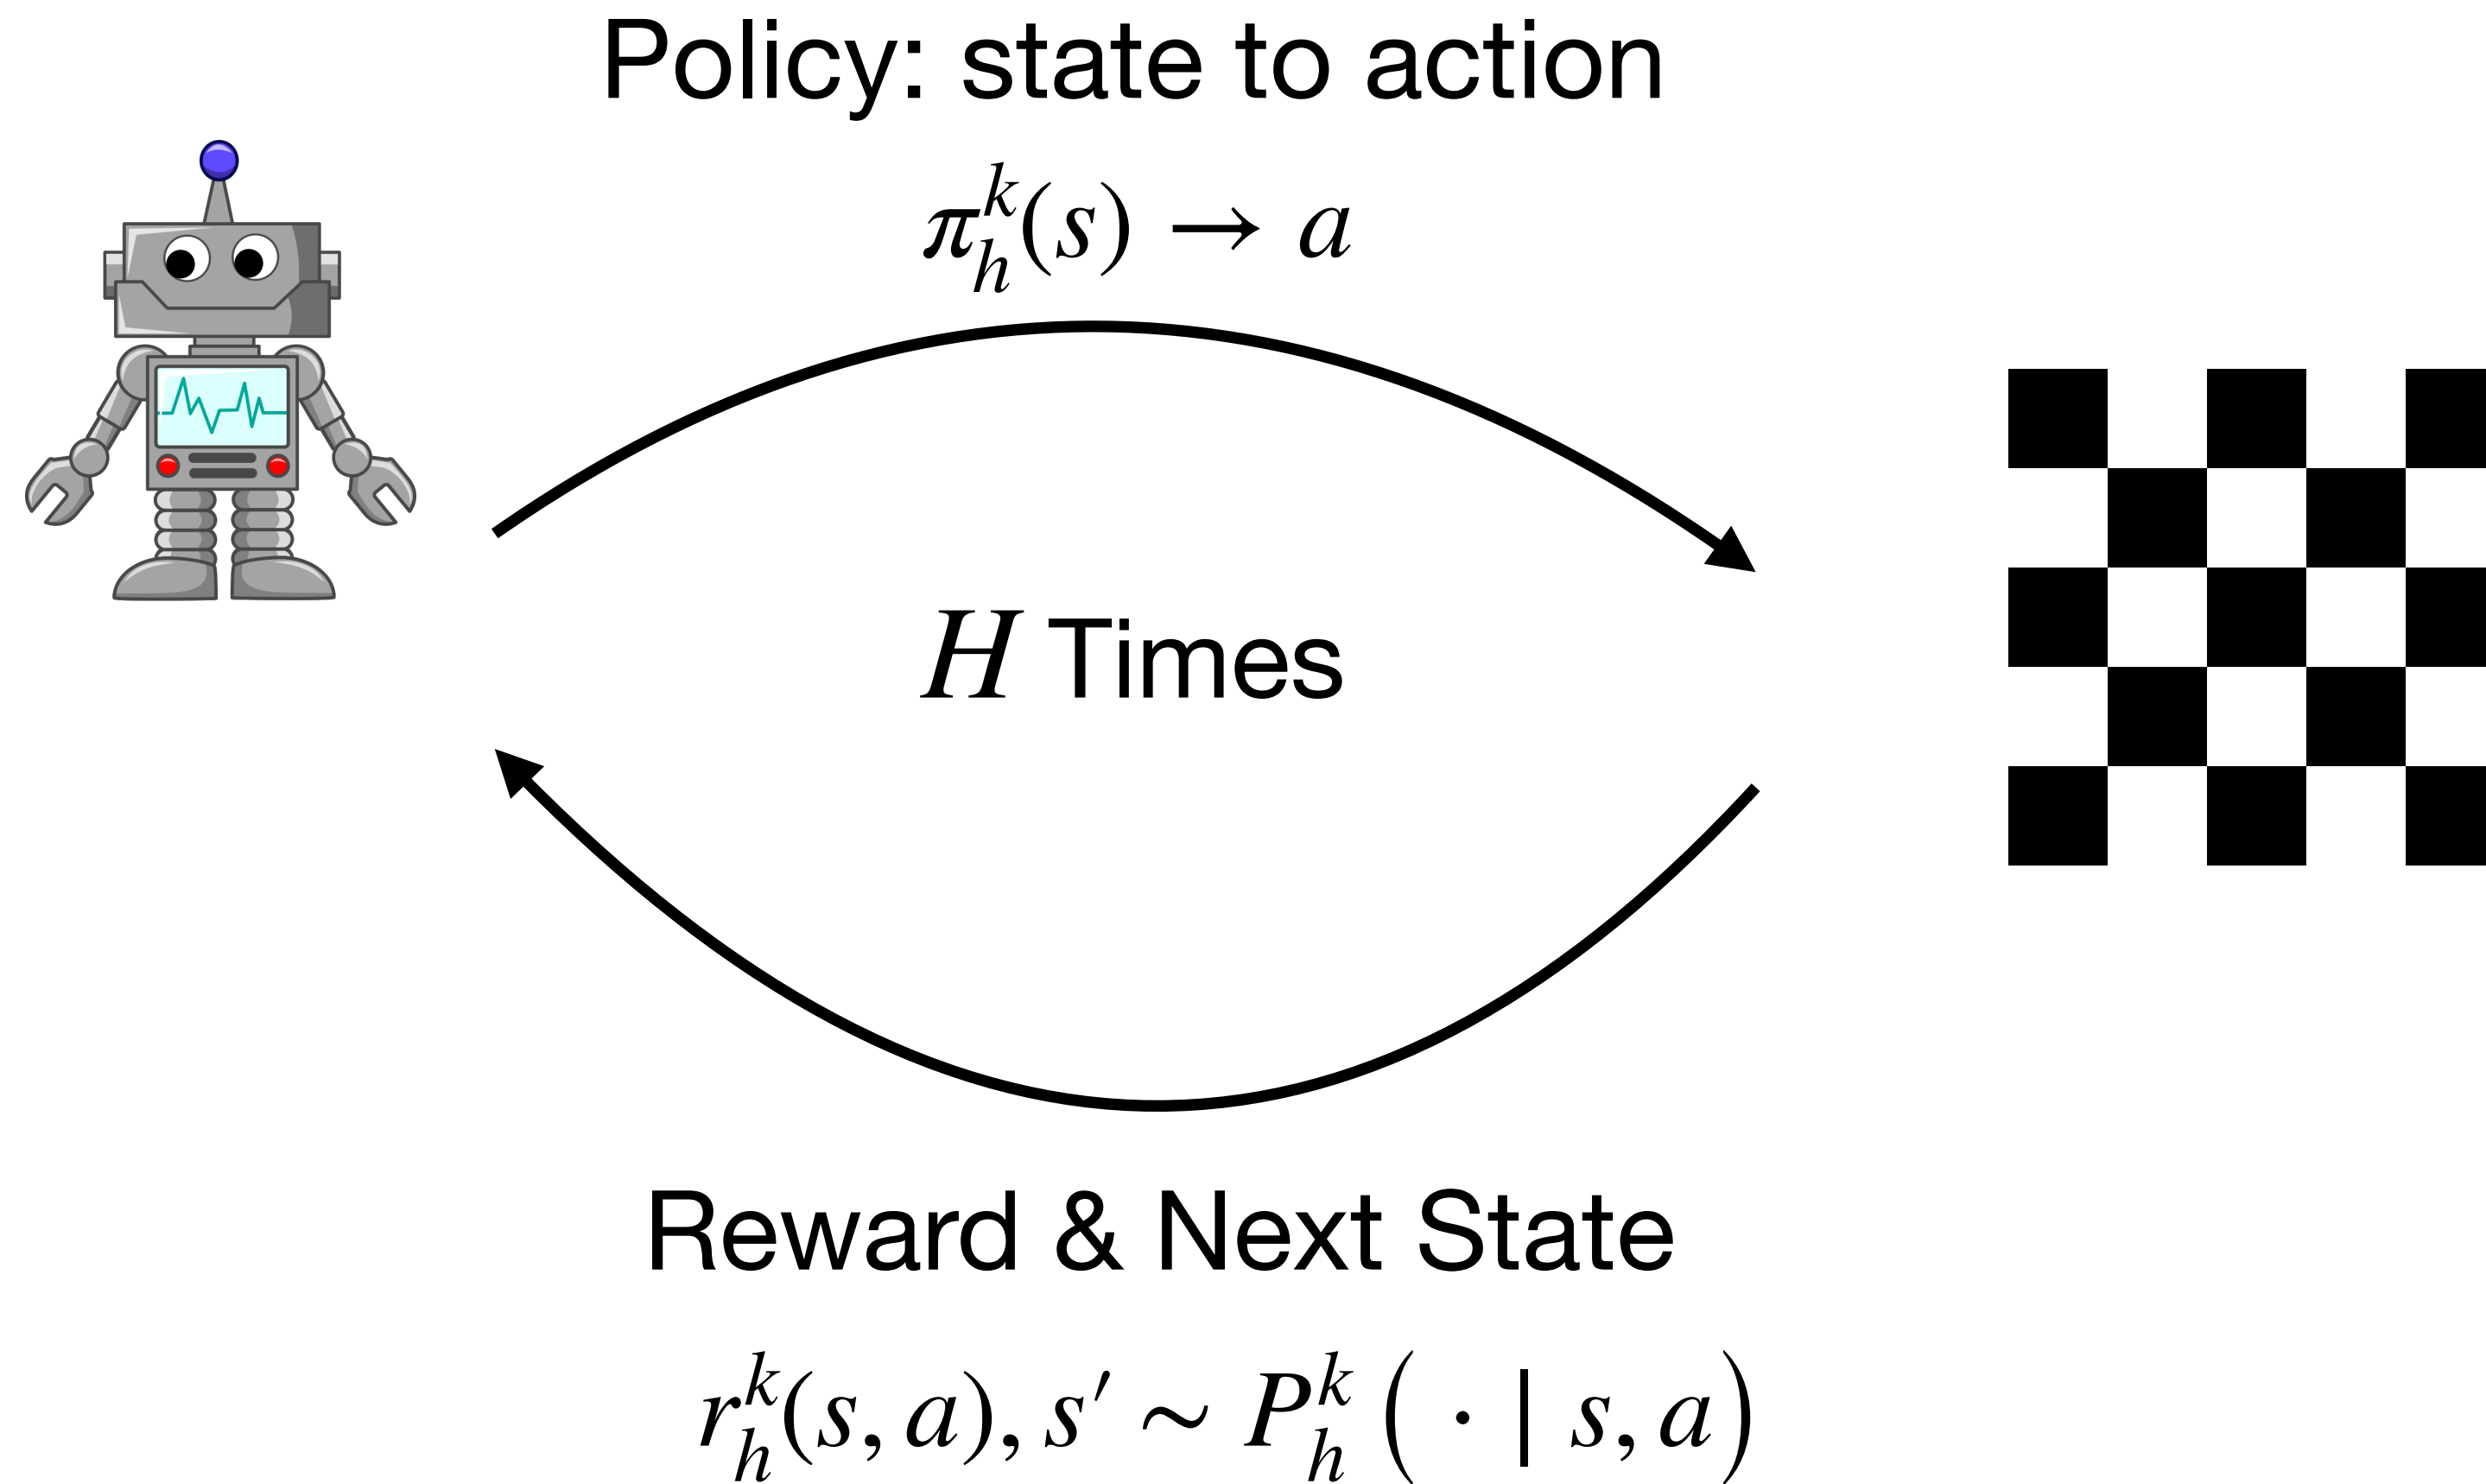 Policy: state to action
π_h^k(s) → a
H Times
Reward & Next State
r_h^k(s, a), s′ ∼ P_h^k( · | s, a)